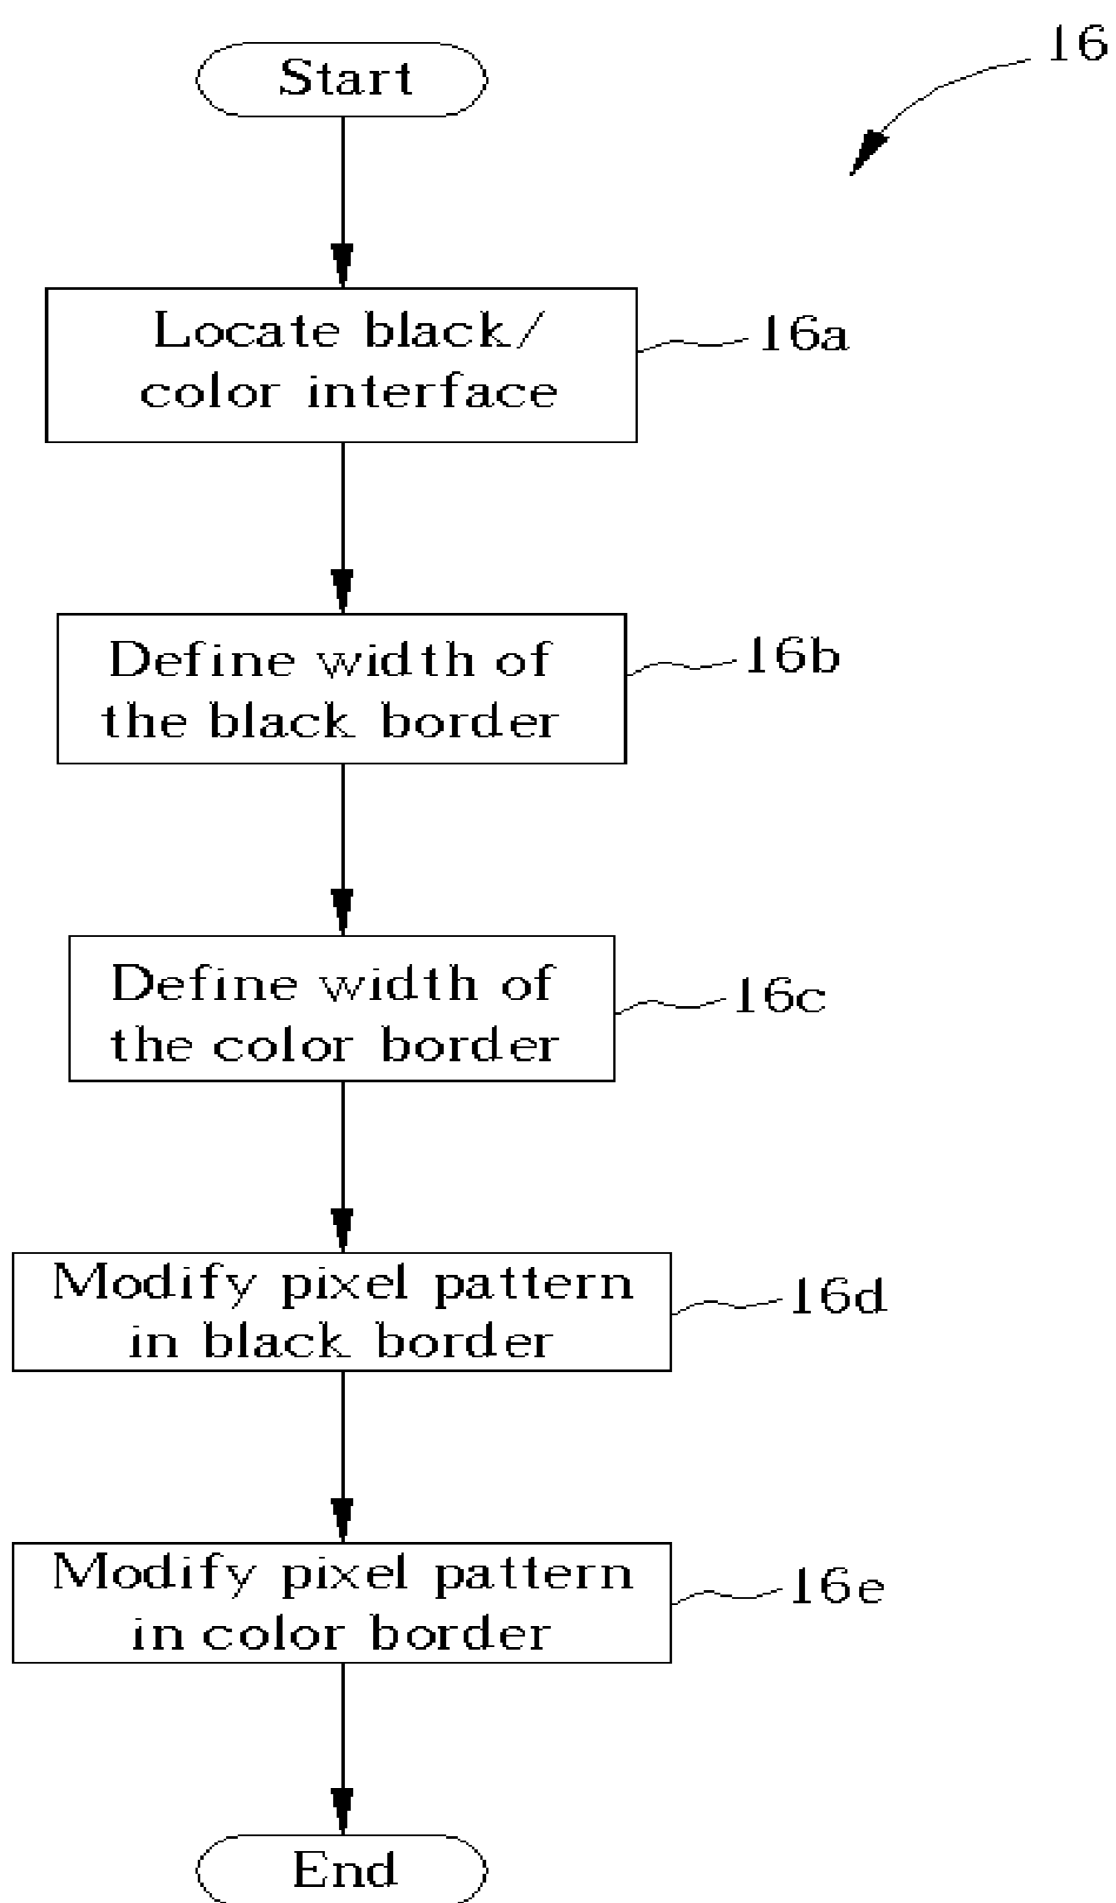 16
Start
Locate black/
color interface
16a
Define width of
the black border
16b
Define width of
the color border
16c
Modify pixel pattern
in black border
16d
Modify pixel pattern
in color border
16e
End